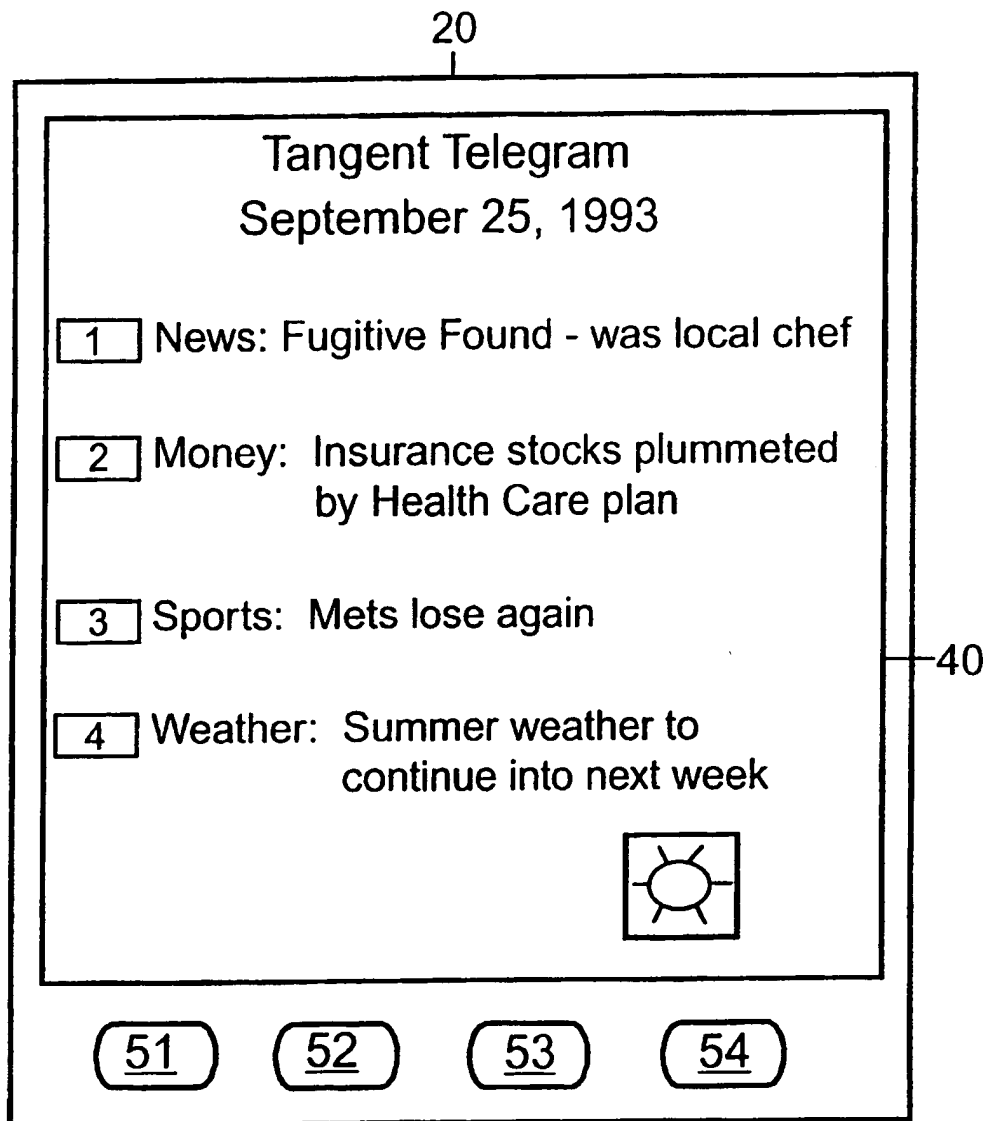 20
Tangent Telegram
September 25, 1993
1 News: Fugitive Found - was local chef
2 Money: Insurance stocks plummeted
by Health Care plan
3 Sports: Mets lose again
40
4 Weather: Summer weather to
continue into next week
51 52 53 54